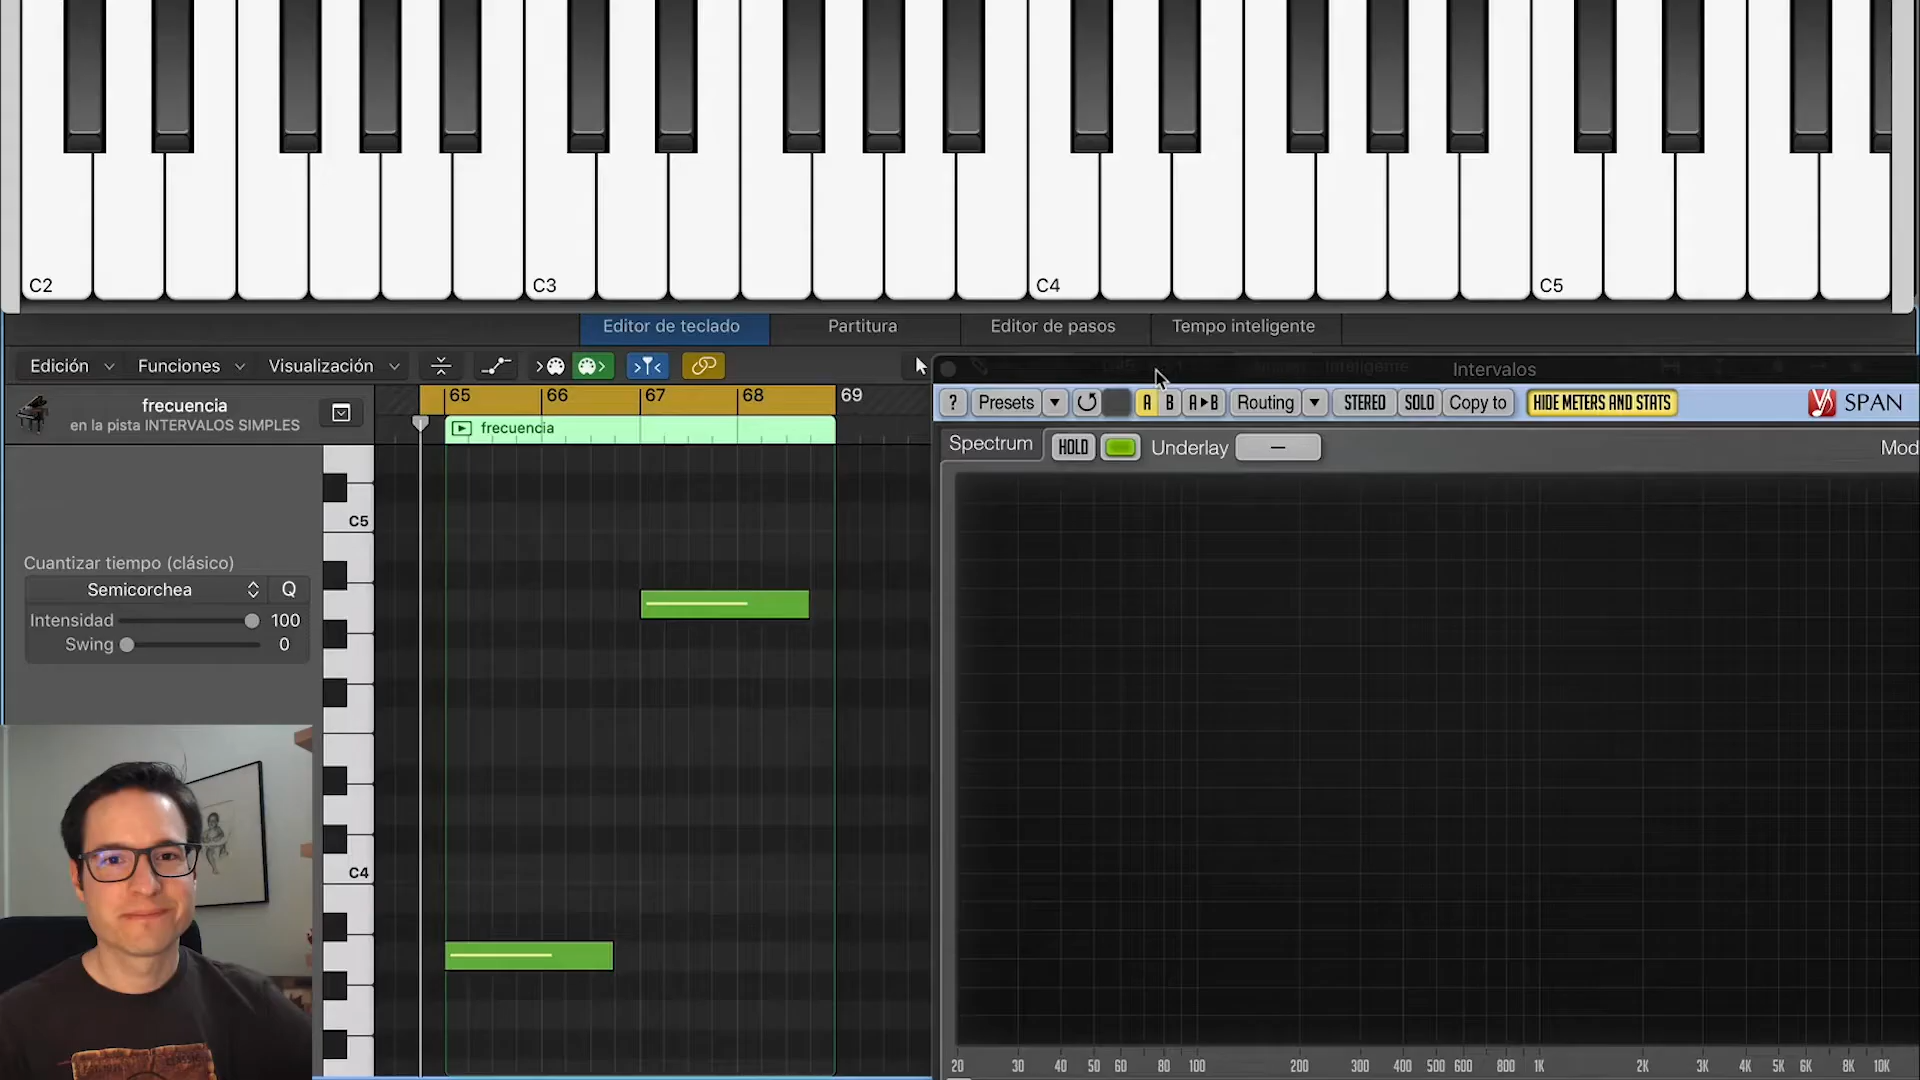 C2 C3 C4 C5
Editor de teclado Partitura Editor de pasos Tempo inteligente
Edición Funciones Visualización
Intervalos
frecuencia
en la pista INTERVALOS SIMPLES
65 66 67 68 69
frecuencia
? Presets A B A▸B Routing STEREO SOLO Copy to HIDE METERS AND STATS SPAN
Spectrum HOLD Underlay — Mod
C5
Cuantizar tiempo (clásico)
Semicorchea Q
Intensidad 100
Swing 0
C4
20 30 40 50 60 80 100 200 300 400 500 600 800 1K 2K 3K 4K 5K 6K 8K 10K